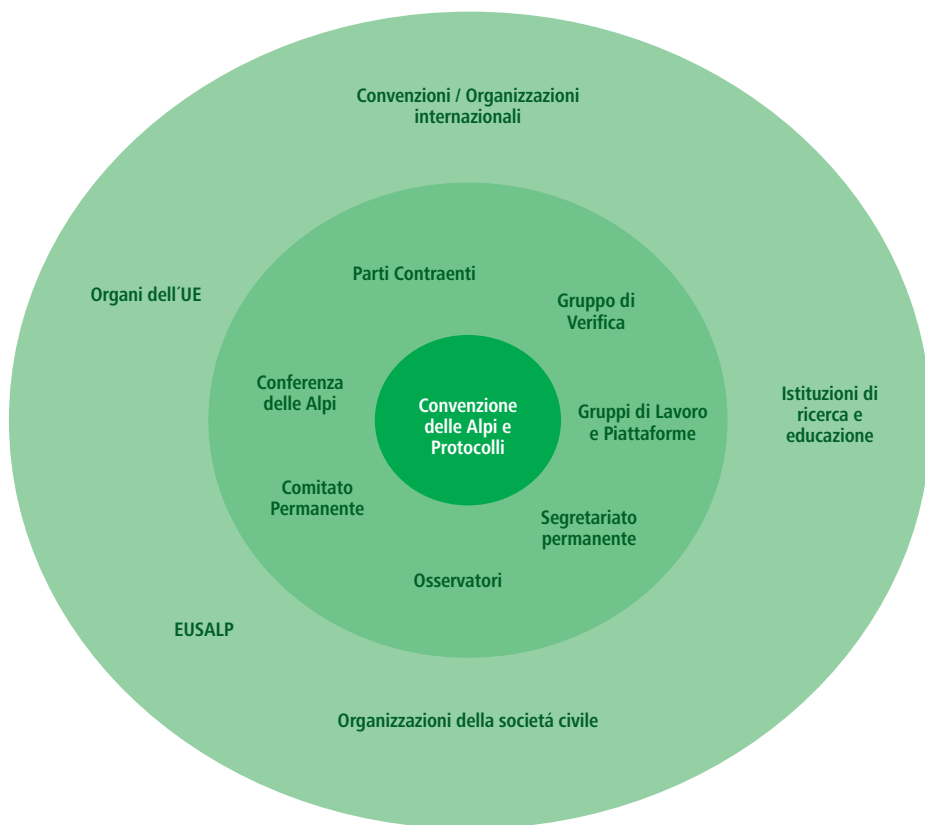 Convenzioni / Organizzazioni
internazionali
Parti Contraenti
Organi dell´UE
Gruppo di
Verifica
Conferenza
delle Alpi
Convenzione
delle Alpi e
Protocolli
Gruppi di Lavoro
e Piattaforme
Istituzioni di
ricerca e
educazione
Comitato
Permanente
Segretariato
permanente
Osservatori
EUSALP
Organizzazioni della societá civile